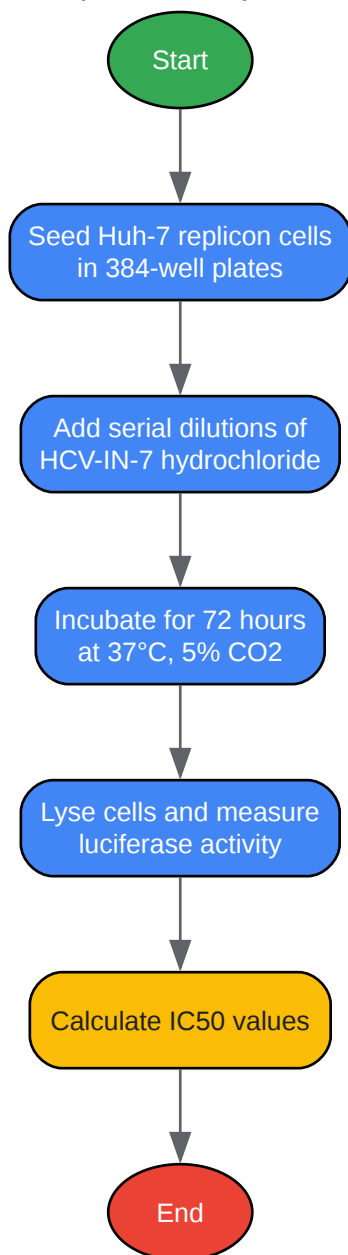 Start
Seed Huh-7 replicon cells
in 384-well plates
Add serial dilutions of
HCV-IN-7 hydrochloride
Incubate for 72 hours
at 37°C, 5% CO2
Lyse cells and measure
luciferase activity
Calculate IC50 values
End